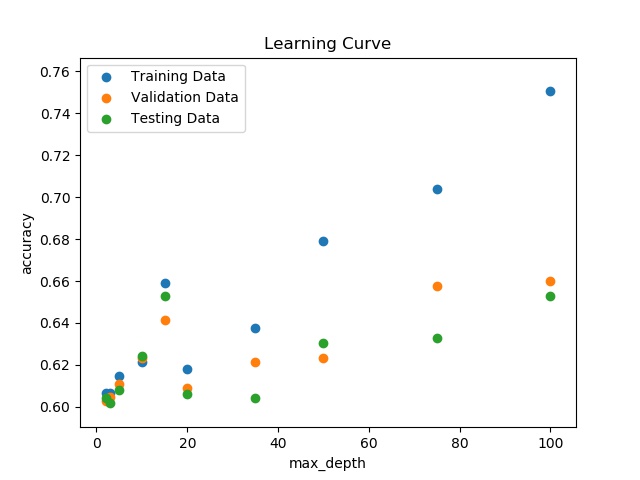 Learning Curve
Training Data
Validation Data
Testing Data
0.76
0.74
0.72
0.70
0.68
0.66
0.64
0.62
0.60
accuracy
0 20 40 60 80 100
max_depth